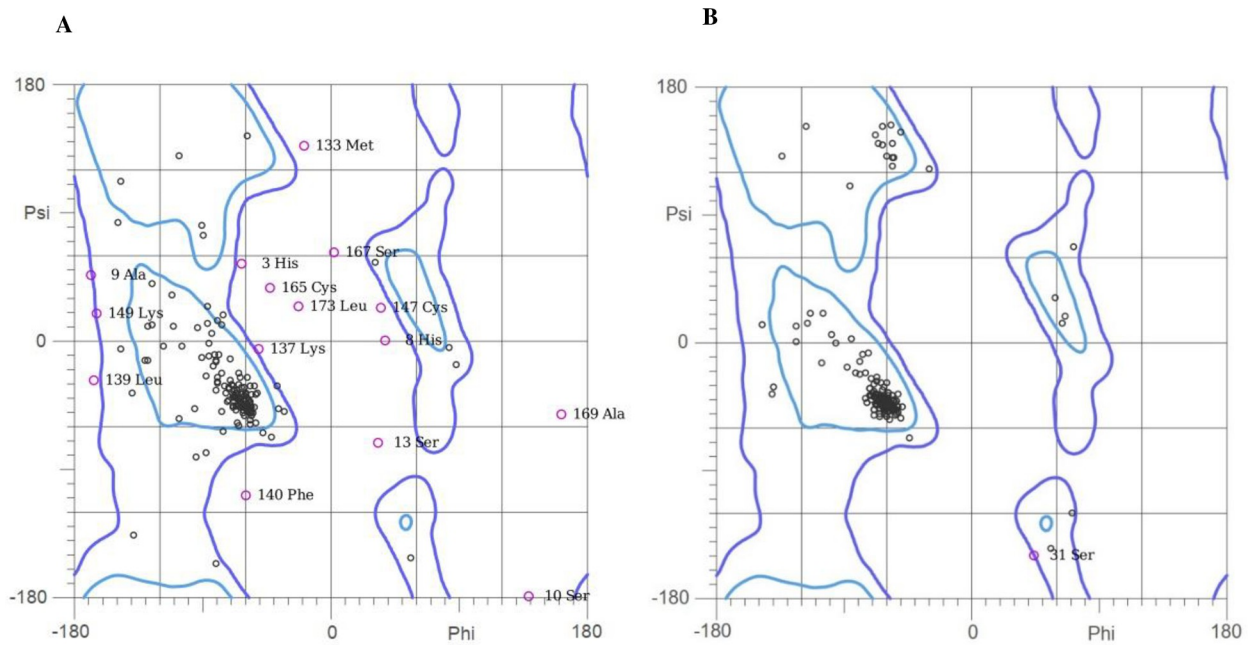 A
180
133 Met
Psi
167 Ser
3 His
9 Ala
165 Cys
173 Leu
147 Cys
149 Lys
0
8 His
137 Lys
139 Leu
169 Ala
13 Ser
140 Phe
10 Ser
-180
-180
0
Phi
180
B
180
Psi
0
31 Ser
-180
-180
0
Phi
180